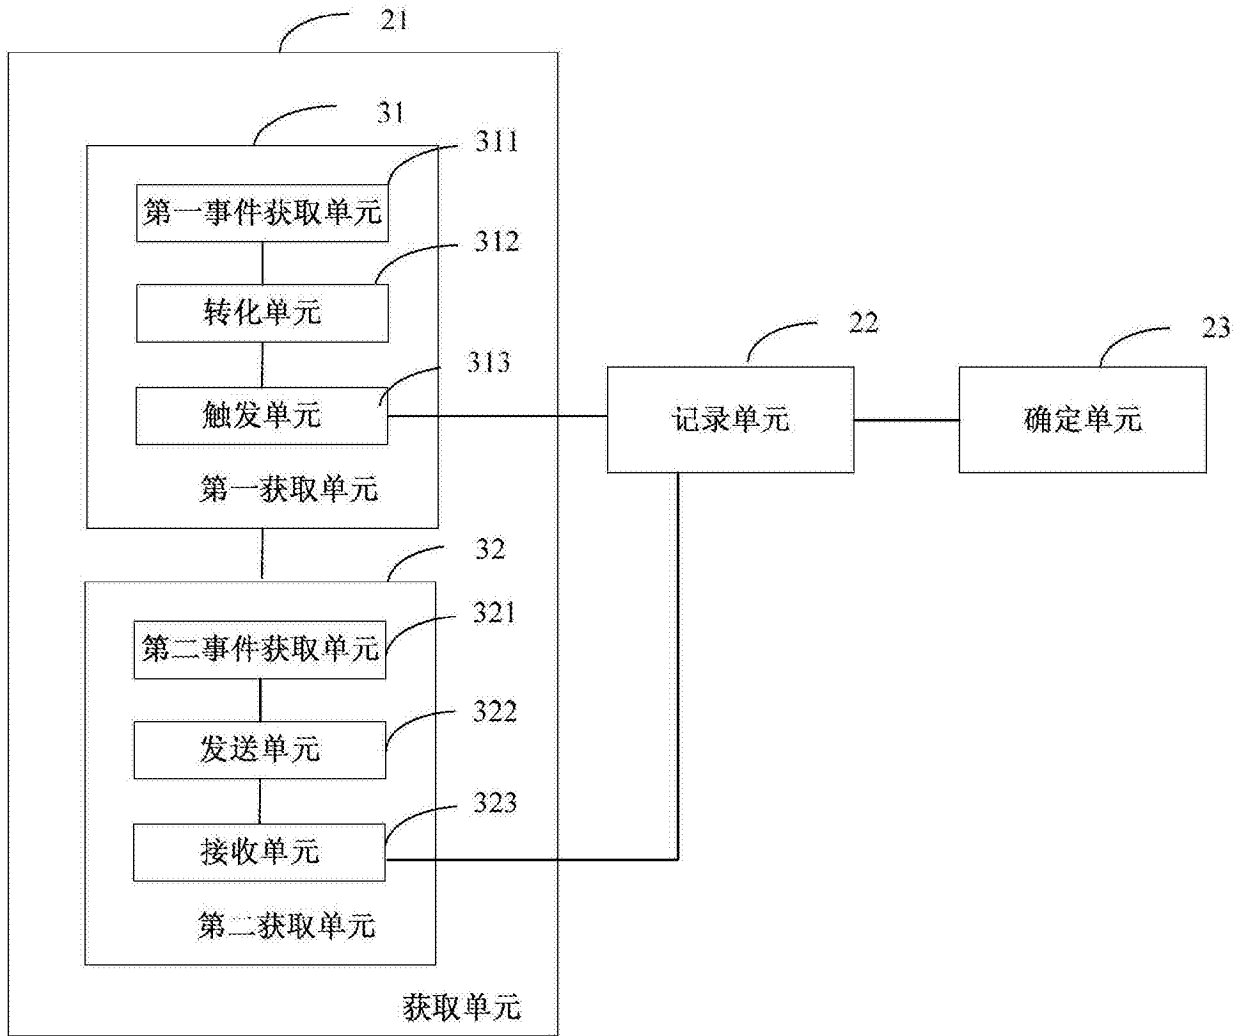 21
31
311
第一事件获取单元
312
转化单元
313
触发单元
第一获取单元
22
记录单元
23
确定单元
32
321
第二事件获取单元
322
发送单元
323
接收单元
第二获取单元
获取单元